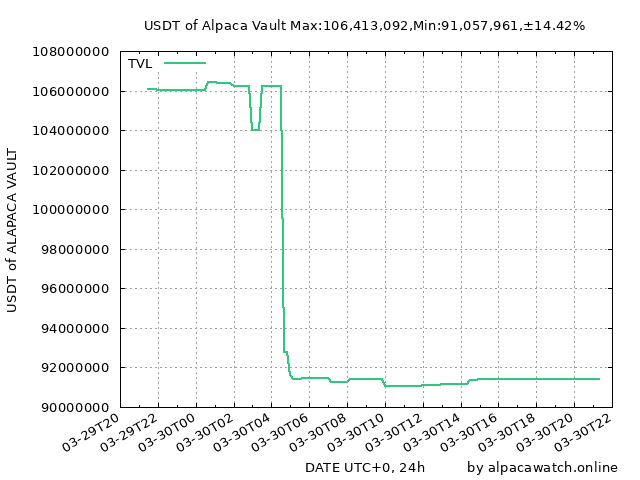 USDT of Alpaca Vault Max:106,413,092,Min:91,057,961,±14.42%
TVL
108000000
106000000
104000000
102000000
100000000
98000000
96000000
94000000
92000000
90000000
USDT of ALAPACA VAULT
03-29T20
03-29T22
03-30T00
03-30T02
03-30T04
03-30T06
03-30T08
03-30T10
03-30T12
03-30T14
03-30T16
03-30T18
03-30T20
03-30T22
DATE UTC+0, 24h by alpacawatch.online